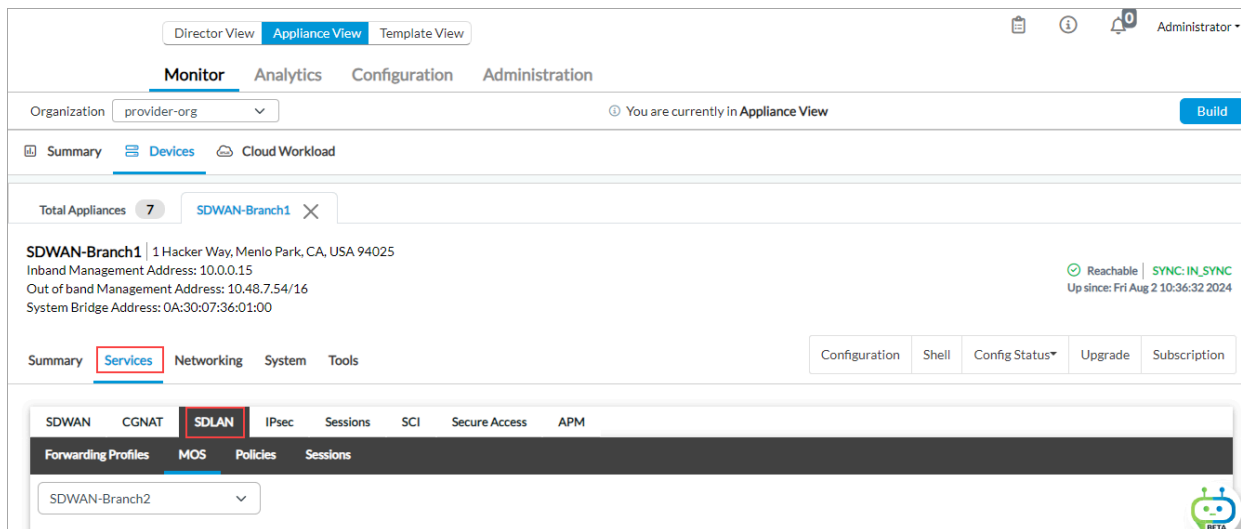 Director View Appliance View Template View 0 Administrator
Monitor Analytics Configuration Administration
Organization provider-org You are currently in Appliance View Build
Summary Devices Cloud Workload
Total Appliances 7 SDWAN-Branch1
SDWAN-Branch1 | 1 Hacker Way, Menlo Park, CA, USA 94025
Inband Management Address: 10.0.0.15
Reachable | SYNC: IN_SYNC
Out of band Management Address: 10.48.7.54/16
Up since: Fri Aug 2 10:36:32 2024
System Bridge Address: 0A:30:07:36:01:00
Summary Services Networking System Tools Configuration Shell Config Status Upgrade Subscription
SDWAN CGNAT SDLAN IPsec Sessions SCI Secure Access APM
Forwarding Profiles MOS Policies Sessions
SDWAN-Branch2
BETA